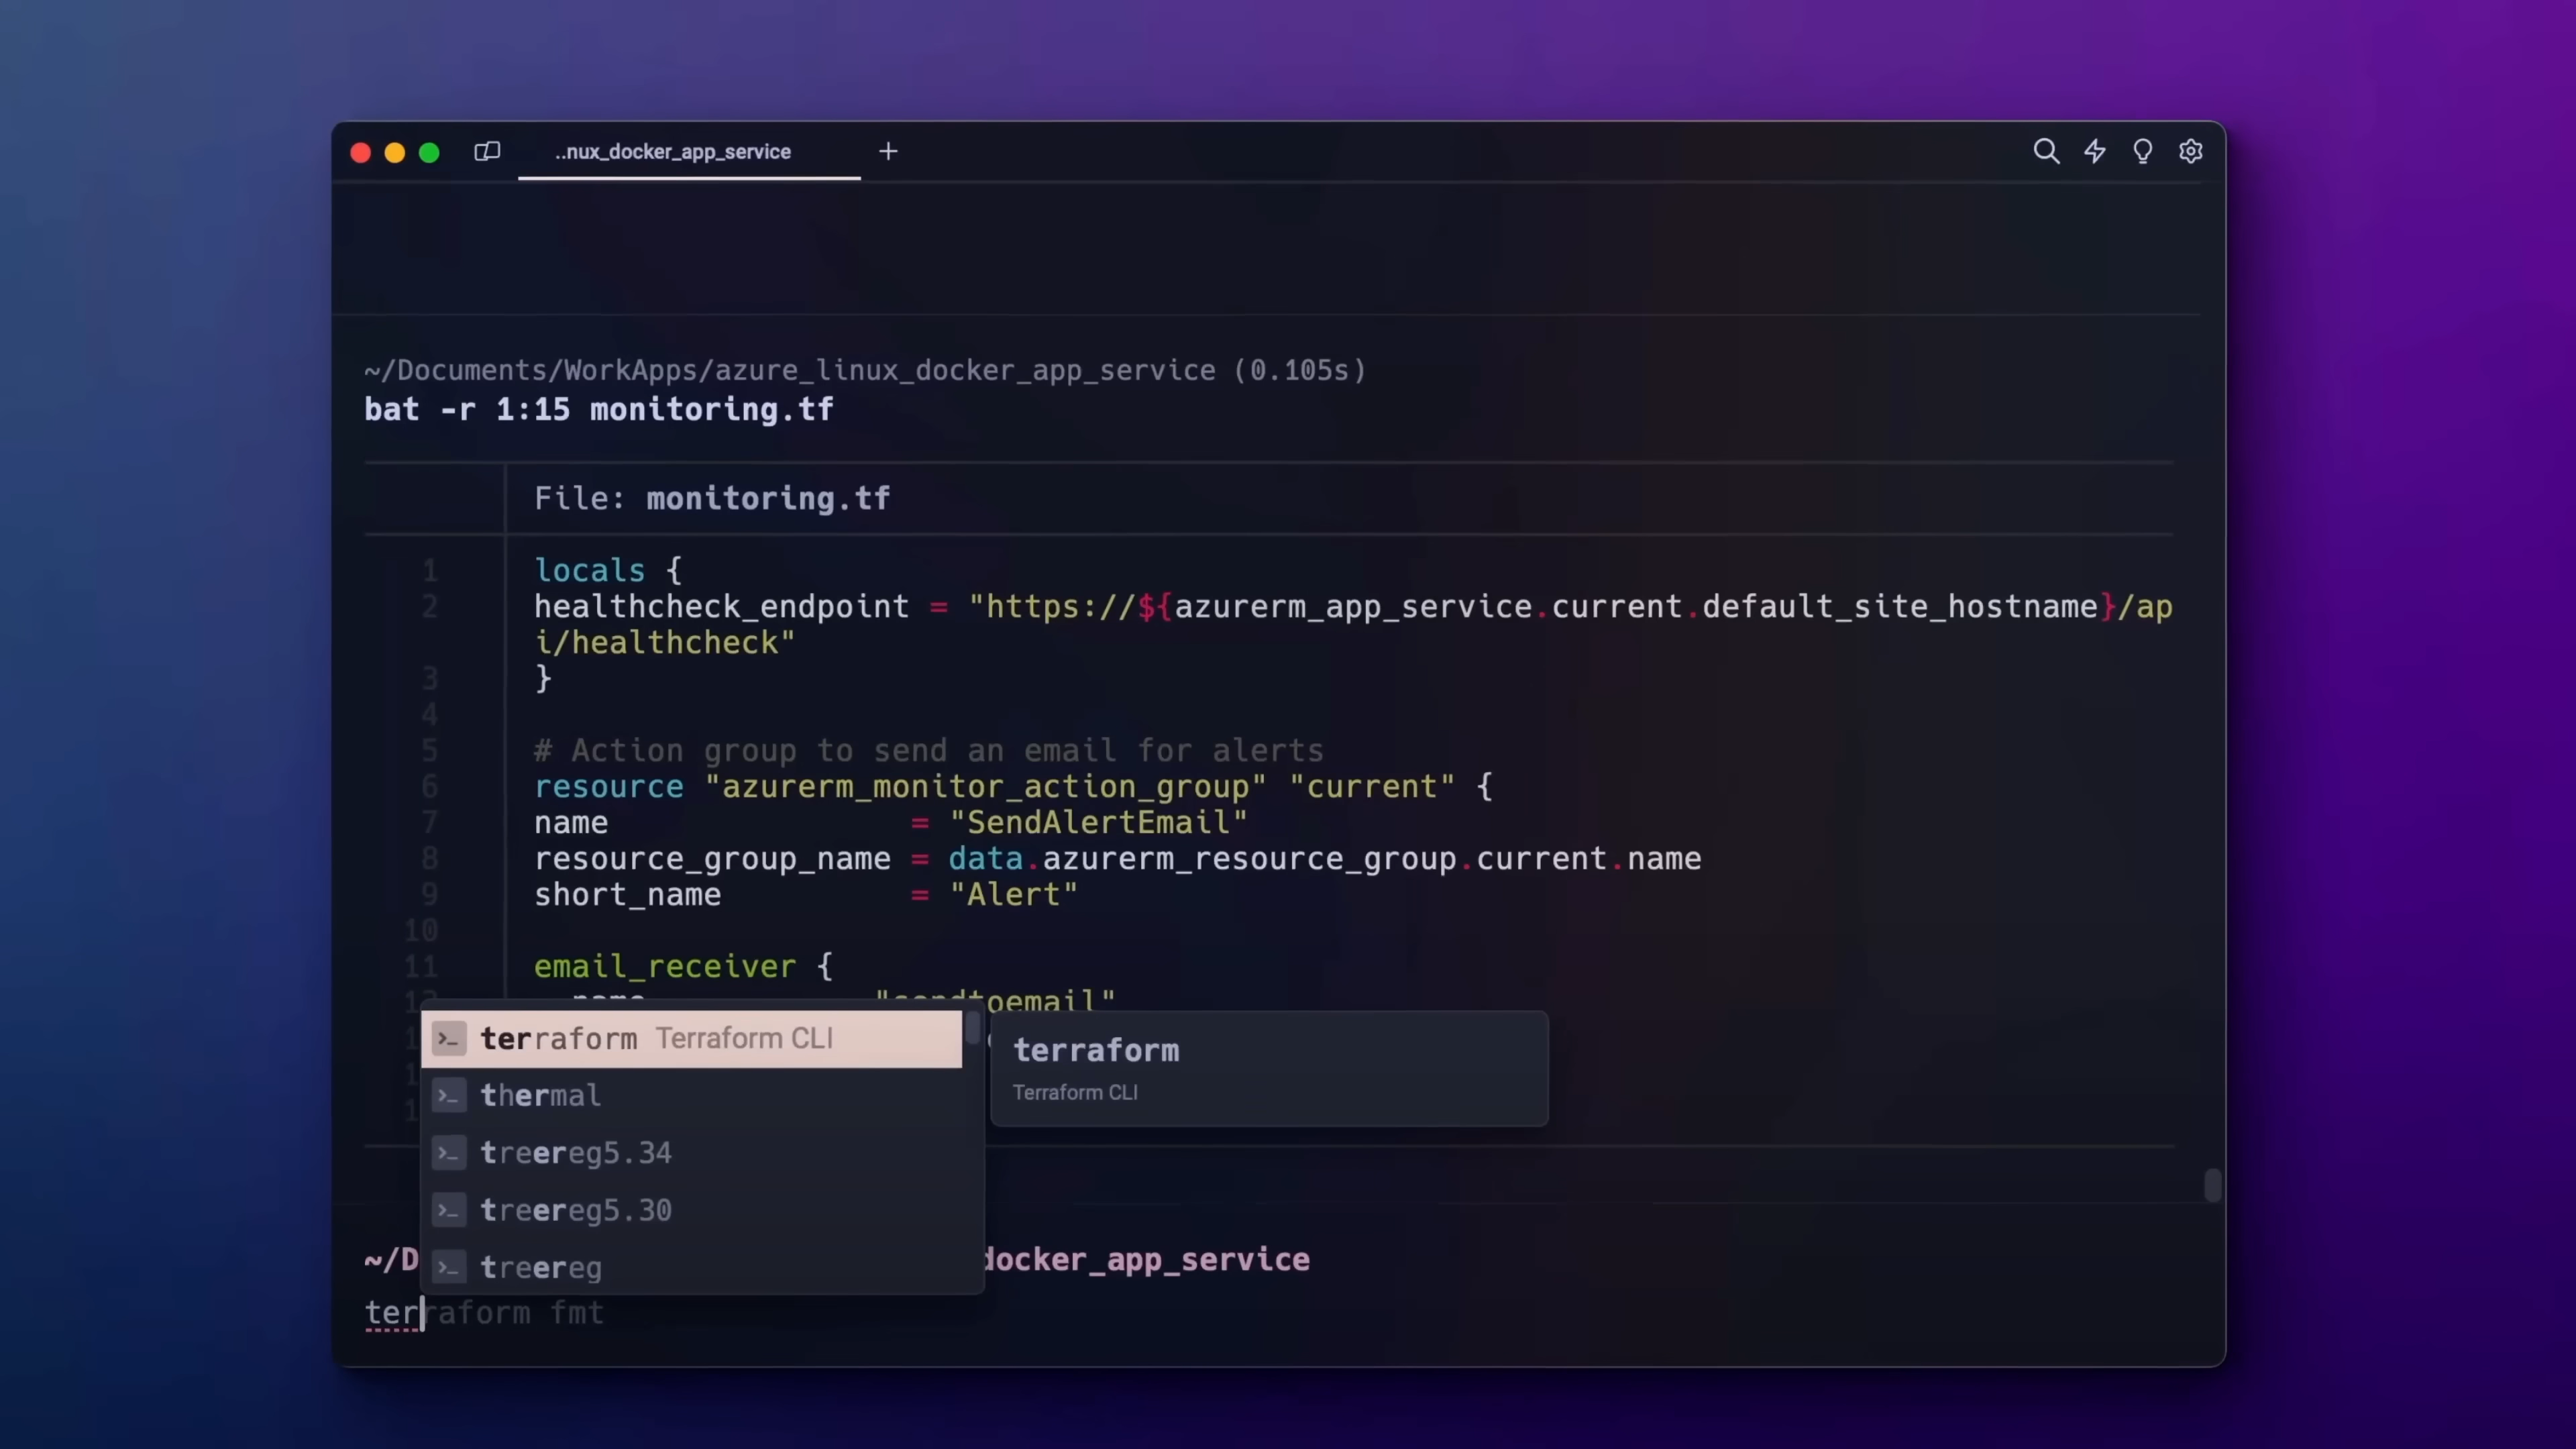 ..nux_docker_app_service
~/Documents/WorkApps/azure_linux_docker_app_service (0.105s)
bat -r 1:15 monitoring.tf
File: monitoring.tf
1 locals {
2 healthcheck_endpoint = "https://${azurerm_app_service.current.default_site_hostname}/ap
i/healthcheck"
3 }
4
5 # Action group to send an email for alerts
6 resource "azurerm_monitor_action_group" "current" {
7 name = "SendAlertEmail"
8 resource_group_name = data.azurerm_resource_group.current.name
9 short_name = "Alert"
10
11 email_receiver {
name "sendtoemail"
terraform Terraform CLI
thermal
treereg5.34
treereg5.30
treereg
terraform
Terraform CLI
~/D
docker_app_service
terraform fmt